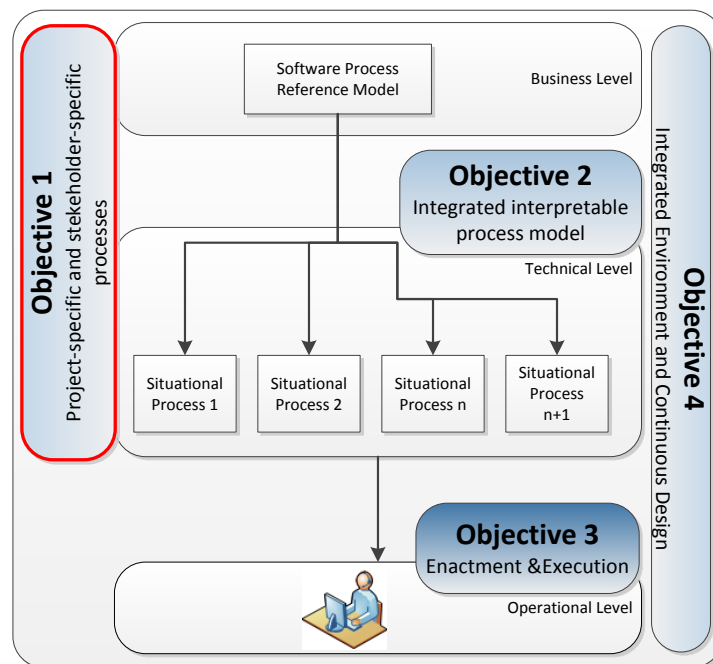 Objective 1
Project-specific and stekeholder-specific
processes
Software Process
Reference Model
Business Level
Objective 2
Integrated interpretable
process model
Technical Level
Situational
Process 1
Situational
Process 2
Situational
Process n
Situational
Process
n+1
Objective 3
Enactment &Execution
Operational Level
Objective 4
Integrated Environment and Continuous Design